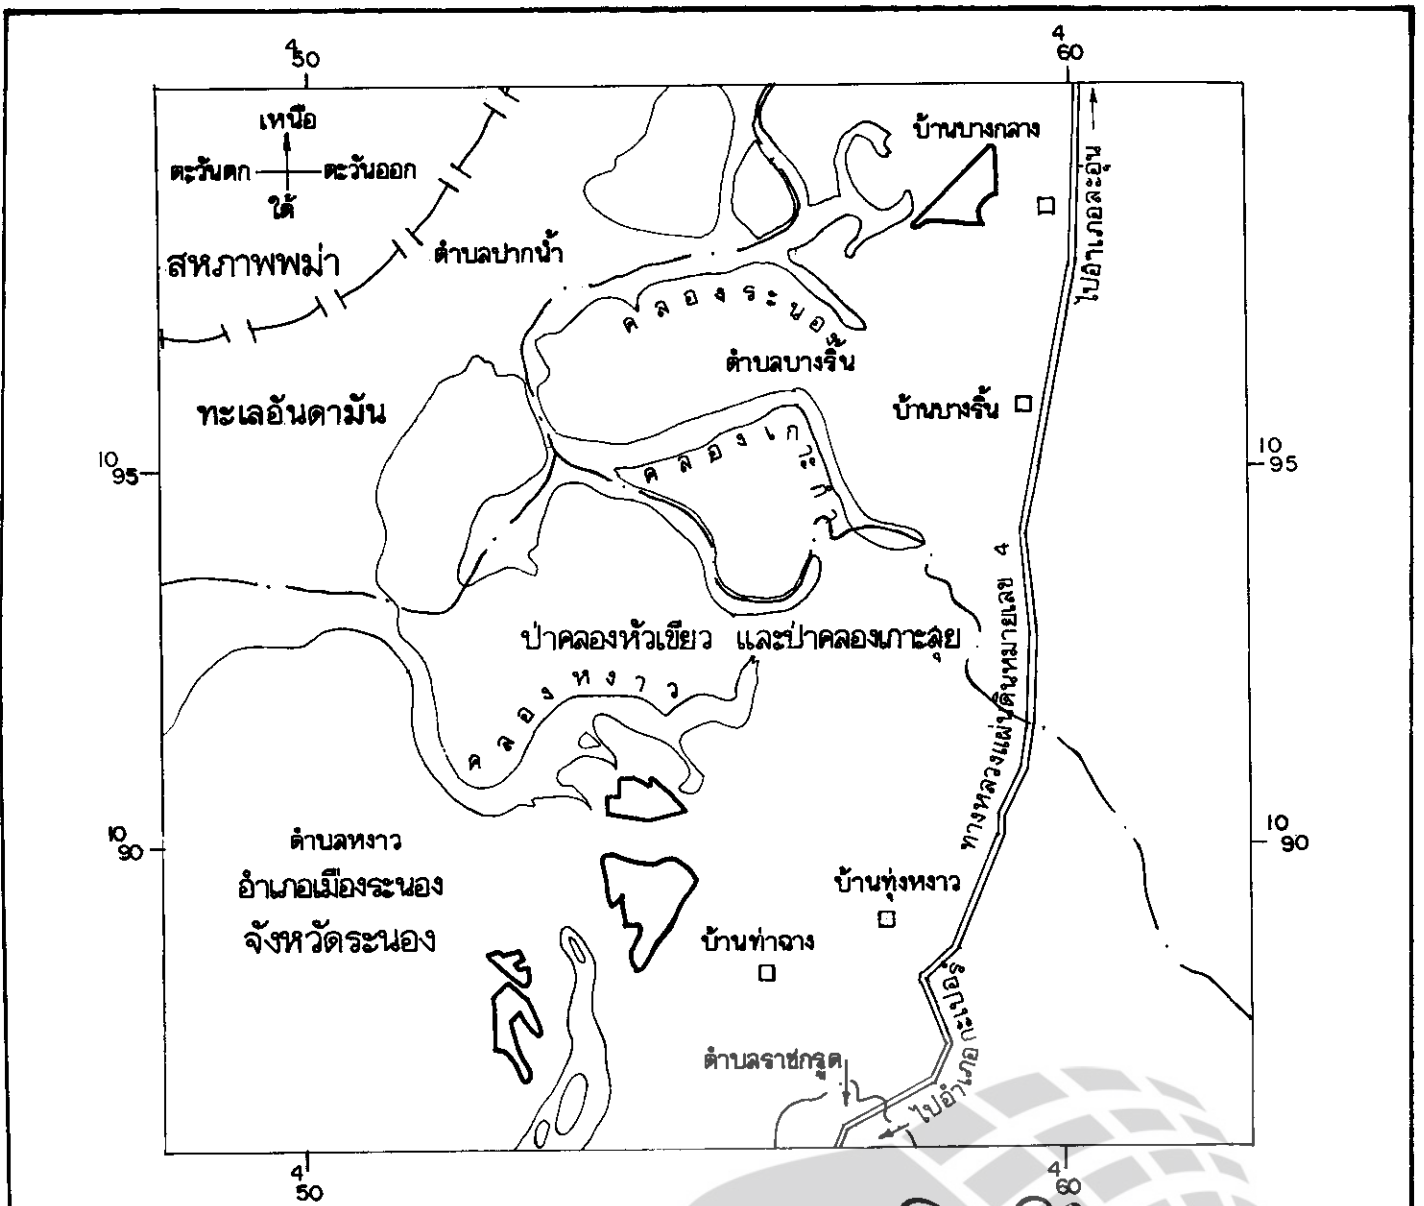 4
50
4
60
เหนือ
ตะวันตก
ตะวันออก
ใต้
บ้านบางกลาง
ไปอำเภอละอุ่น
สหภาพพม่า
ตำบลปากน้ำ
คลองระนอง
ตำบลบางริ้น
ทะเลอันดามัน
บ้านบางริ้น
10
95
10
95
ทางหลวงแผ่นดินหมายเลข 4
ป่าคลองหัวเขียว และป่าคลองเกาะลุย
คลองหงาว
10
90
10
90
ตำบลหงาว
อำเภอเมืองระนอง
จังหวัดระนอง
บ้านทุ่งหงาว
บ้านท่าฉาง
ตำบลราชกรูด
ไปอำเภอกะเปอร์
4
50
4
60